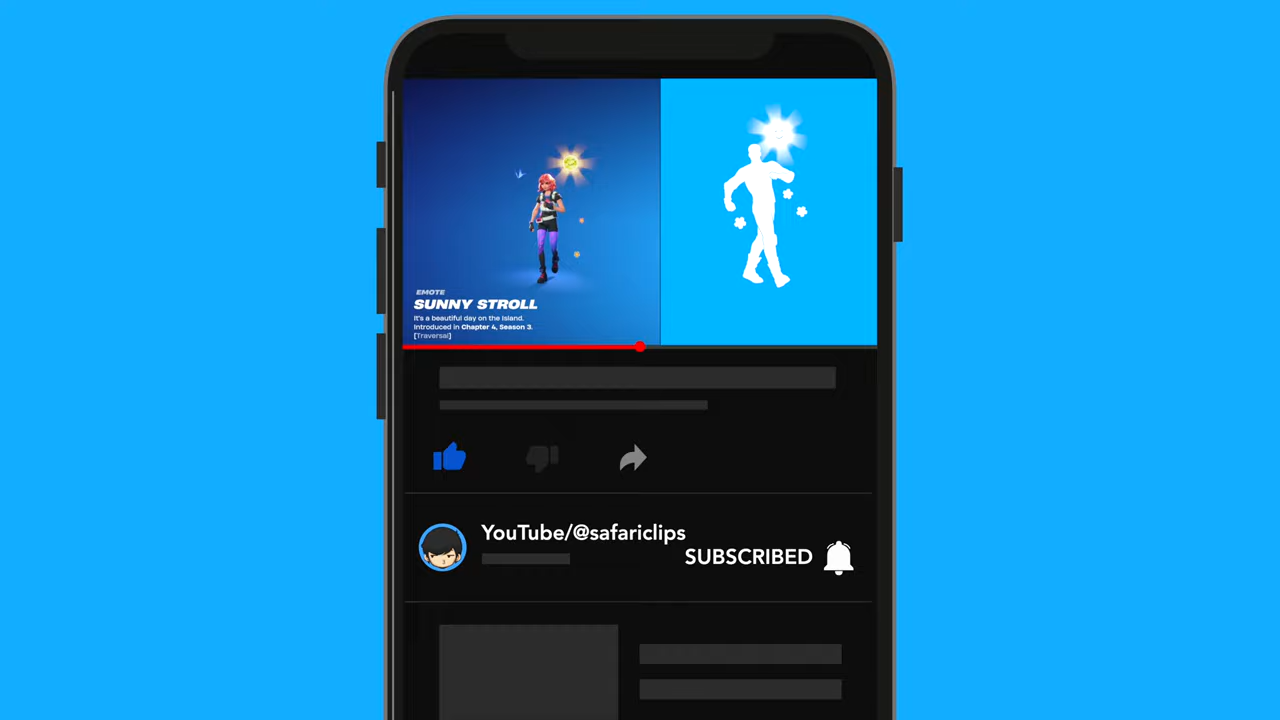 EMOTE
SUNNY STROLL
It's a beautiful day on the Island.
Introduced in Chapter 4, Season 3.
[Traversal]
YouTube/@safariclips
SUBSCRIBED